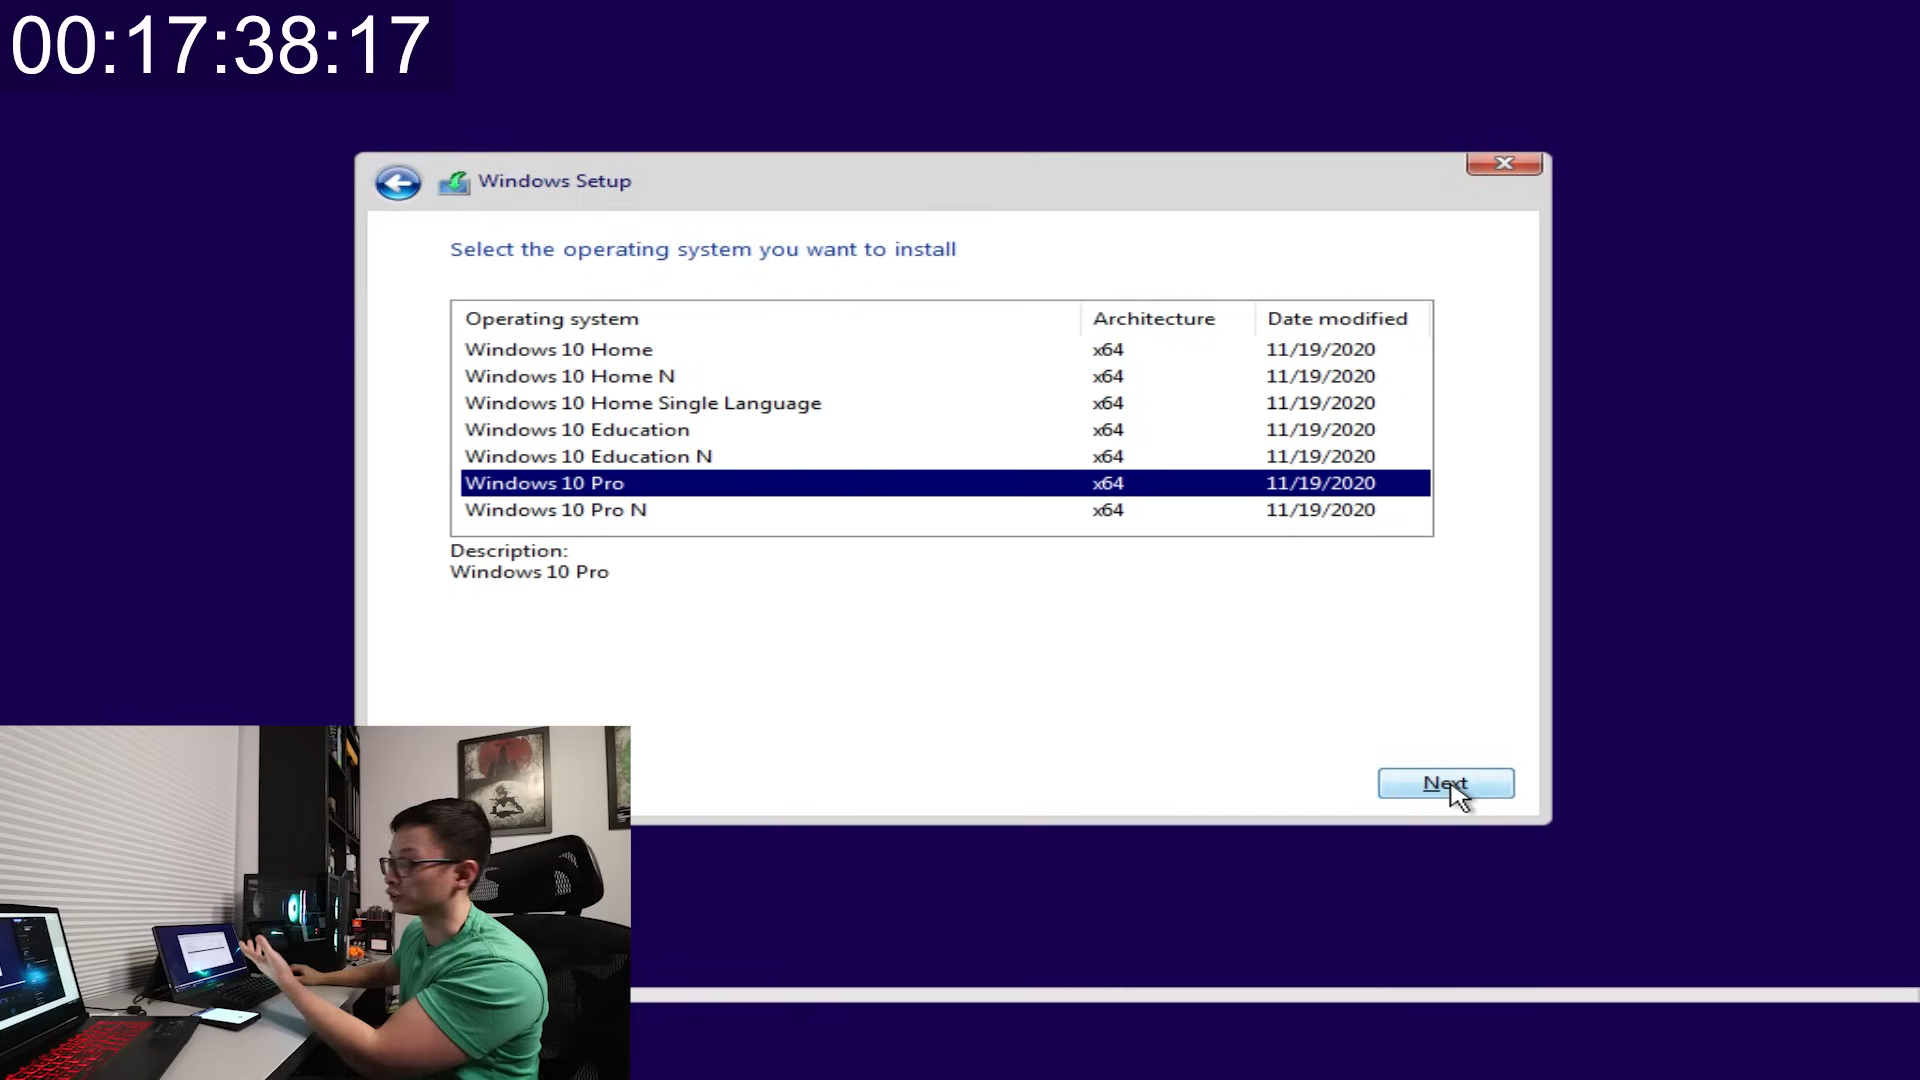 00:17:38:17
Windows Setup
Select the operating system you want to install
Operating system Architecture Date modified
Windows 10 Home x64 11/19/2020
Windows 10 Home N x64 11/19/2020
Windows 10 Home Single Language x64 11/19/2020
Windows 10 Education x64 11/19/2020
Windows 10 Education N x64 11/19/2020
Windows 10 Pro x64 11/19/2020
Windows 10 Pro N x64 11/19/2020
Description:
Windows 10 Pro
Next